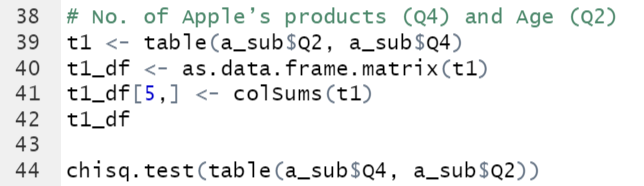 38 # No. of Apple’s products (Q4) and Age (Q2)
39 t1 <- table(a_sub$Q2, a_sub$Q4)
40 t1_df <- as.data.frame.matrix(t1)
41 t1_df[5,] <- colSums(t1)
42 t1_df
43
44 chisq.test(table(a_sub$Q4, a_sub$Q2))